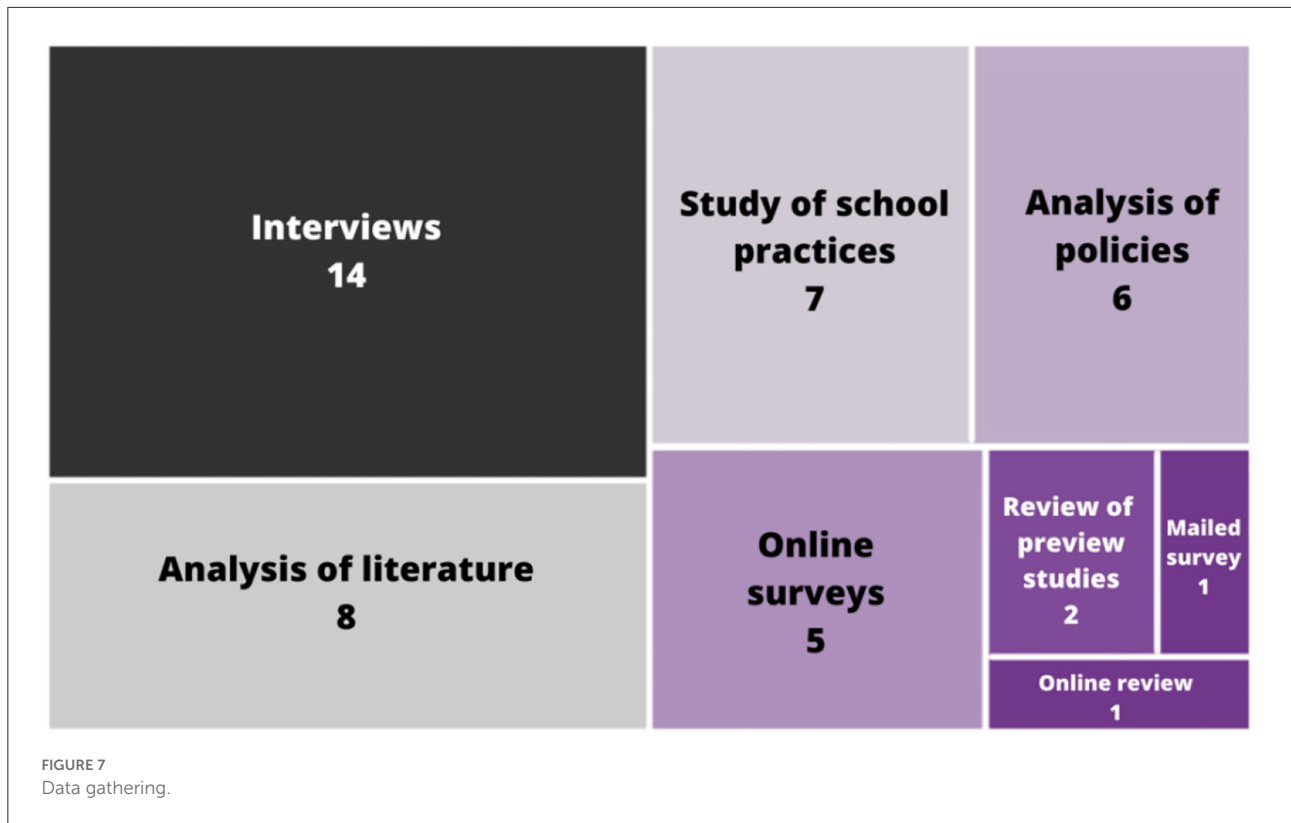 Interviews
14
Study of school
practices
7
Analysis of
policies
6
Analysis of literature
8
Online
surveys
5
Review of
preview
studies
2
Mailed
survey
1
Online review
1
FIGURE 7
Data gathering.